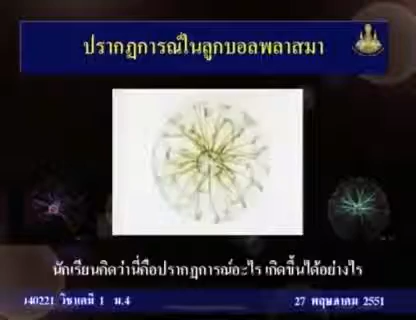 ปรากฏการณ์ในลูกบอลพลาสมา
นักเรียนคิดว่านี่คือปรากฏการณ์อะไร เกิดขึ้นได้อย่างไร
ว40221 วิชาเคมี 1 ม.4
27 พฤษภาคม 2551